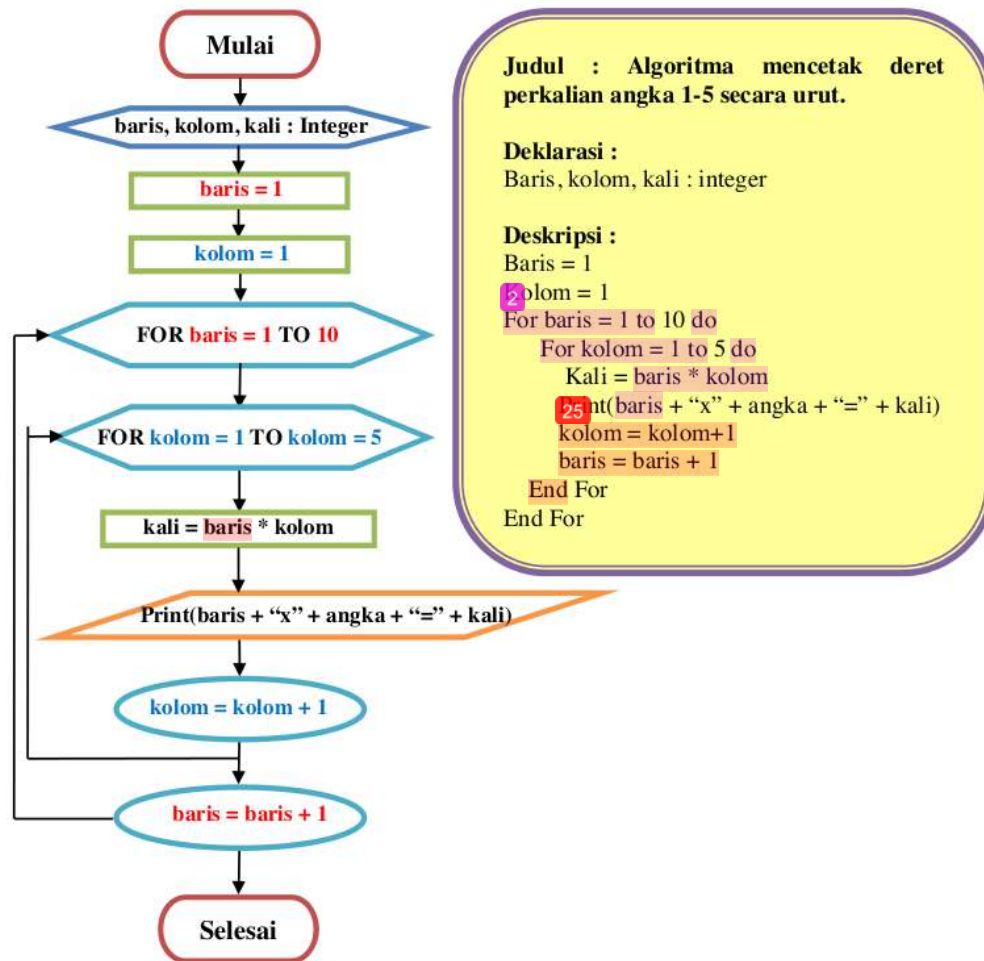 Mulai
baris, kolom, kali : Integer
baris = 1
kolom = 1
FOR baris = 1 TO 10
FOR kolom = 1 TO kolom = 5
kali = baris * kolom
Print(baris + “x” + angka + “=” + kali)
kolom = kolom + 1
baris = baris + 1
Selesai
Judul : Algoritma mencetak deret
perkalian angka 1-5 secara urut.
Deklarasi :
Baris, kolom, kali : integer
Deskripsi :
Baris = 1
2
Kolom = 1
For baris = 1 to 10 do
For kolom = 1 to 5 do
Kali = baris * kolom
25
Print(baris + “x” + angka + “=” + kali)
kolom = kolom+1
baris = baris + 1
End For
End For